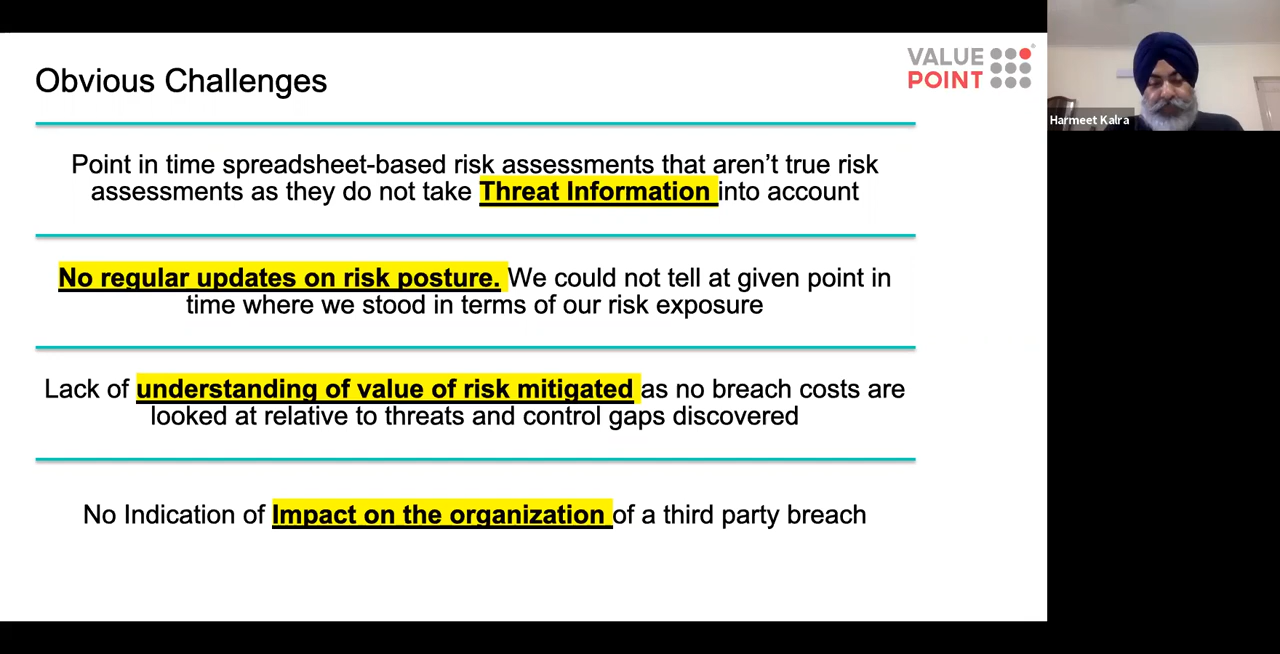 Obvious Challenges
VALUE
POINT
Harmeet Kalra
Point in time spreadsheet-based risk assessments that aren’t true risk
assessments as they do not take Threat Information into account
No regular updates on risk posture. We could not tell at given point in
time where we stood in terms of our risk exposure
Lack of understanding of value of risk mitigated as no breach costs are
looked at relative to threats and control gaps discovered
No Indication of Impact on the organization of a third party breach